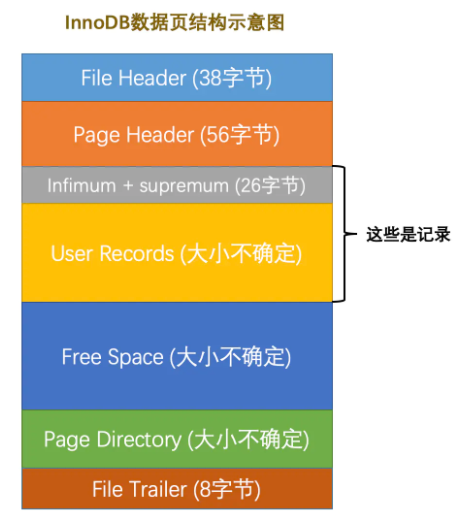 InnoDB数据页结构示意图
File Header (38字节)
Page Header (56字节)
Infimum + supremum (26字节)
User Records (大小不确定)
这些是记录
Free Space (大小不确定)
Page Directory (大小不确定)
File Trailer (8字节)